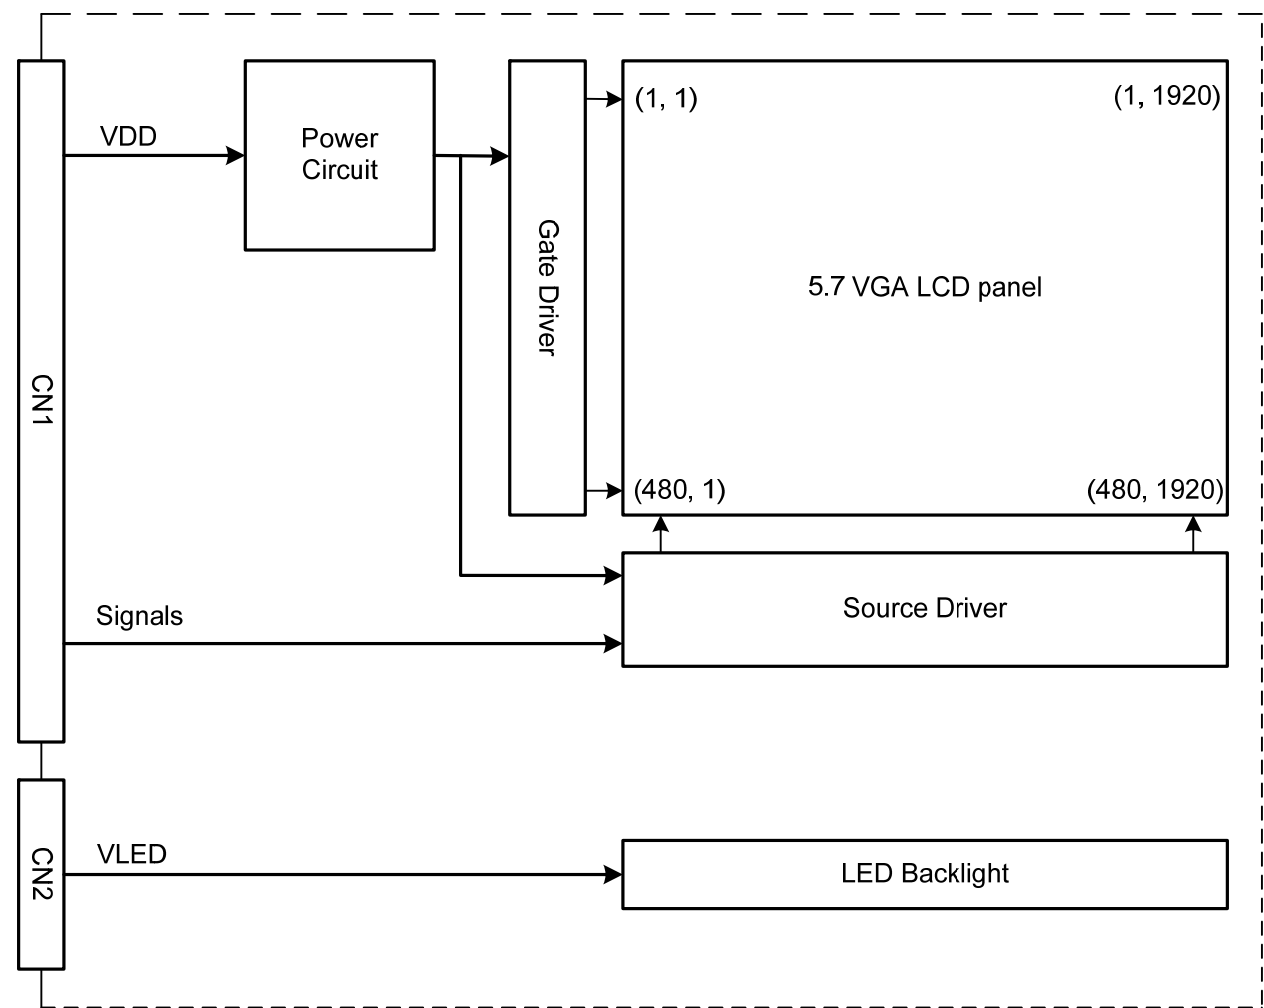 (1, 1)
(1, 1920)
VDD
Power
Circuit
Gate Driver
5.7 VGA LCD panel
CN1
(480, 1)
(480, 1920)
Signals
Source Driver
VLED
CN2
LED Backlight